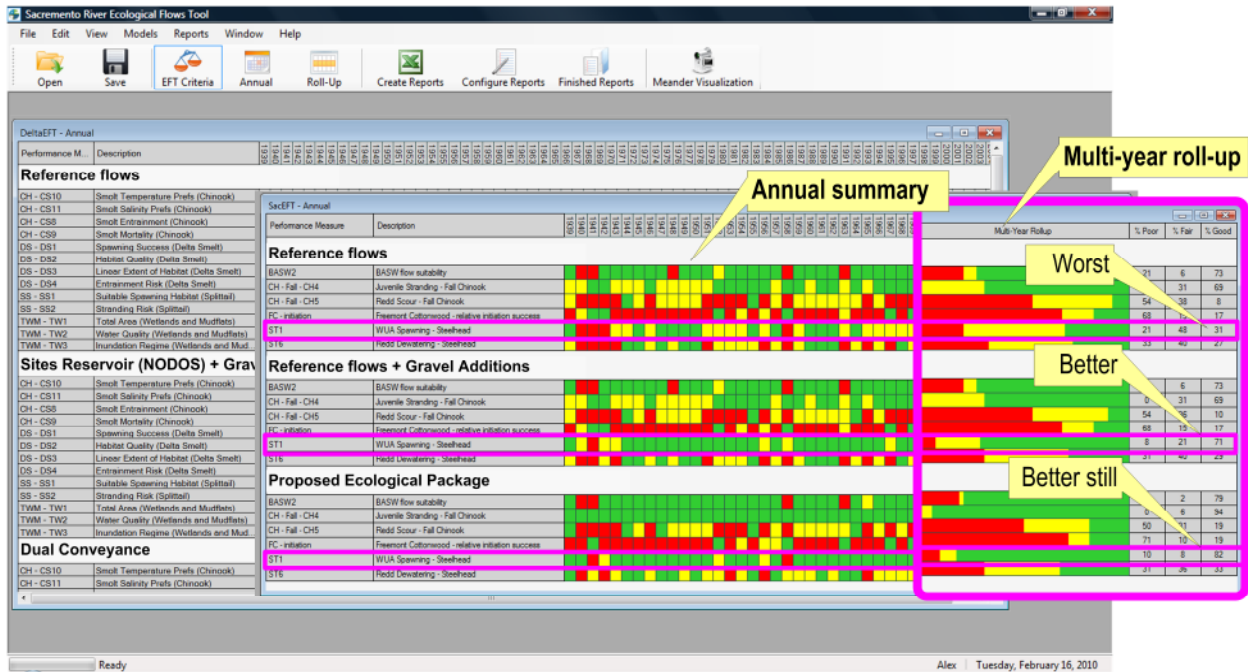 Sacremento River Ecological Flows Tool
File Edit View Models Reports Window Help
Open Save EFT Criteria Annual Roll-Up Create Reports Configure Reports Finished Reports Meander Visualization
DeltaEFT - Annual
Performance M... Description
Reference flows
CH - CS10 Smolt Temperature Prefs (Chinook)
CH - CS11 Smolt Salinity Prefs (Chinook)
CH - CS8 Smolt Entrainment (Chinook)
CH - CS9 Smolt Mortality (Chinook)
DS - DS1 Spawning Success (Delta Smelt)
DS - DS2 Habitat Quality (Delta Smelt)
DS - DS3 Linear Extent of Habitat (Delta Smelt)
DS - DS4 Entrainment Risk (Delta Smelt)
SS - SS1 Suitable Spawning Habitat (Splittail)
SS - SS2 Stranding Risk (Splittail)
TWM - TW1 Total Area (Wetlands and Mudflats)
TWM - TW2 Water Quality (Wetlands and Mudflats)
TWM - TW3 Inundation Regime (Wetlands and Mud...
Sites Reservoir (NODOS) + Grav
CH - CS10 Smolt Temperature Prefs (Chinook)
CH - CS11 Smolt Salinity Prefs (Chinook)
CH - CS8 Smolt Entrainment (Chinook)
CH - CS9 Smolt Mortality (Chinook)
DS - DS1 Spawning Success (Delta Smelt)
DS - DS2 Habitat Quality (Delta Smelt)
DS - DS3 Linear Extent of Habitat (Delta Smelt)
DS - DS4 Entrainment Risk (Delta Smelt)
SS - SS1 Suitable Spawning Habitat (Splittail)
SS - SS2 Stranding Risk (Splittail)
TWM - TW1 Total Area (Wetlands and Mudflats)
TWM - TW2 Water Quality (Wetlands and Mudflats)
TWM - TW3 Inundation Regime (Wetlands and Mud...
Dual Conveyance
CH - CS10 Smolt Temperature Prefs (Chinook)
CH - CS11 Smolt Salinity Prefs (Chinook)
Annual summary
Multi-year roll-up
SacEFT - Annual
Performance Measure Description Multi-Year Rollup % Poor % Fair % Good
Reference flows
Worst
BASW2 BASW flow suitability 21 6 73
CH - Fall - CH4 Juvenile Stranding - Fall Chinook 31 69
CH - Fall - CH5 Redd Scour - Fall Chinook 54 38 8
FC - initiation Freemont Cottonwood - relative initiation success 68 17
ST1 WUA Spawning - Steelhead 21 48 31
ST6 Redd Dewatering - Steelhead 33 40 27
Reference flows + Gravel Additions
Better
BASW2 BASW flow suitability 6 73
CH - Fall - CH4 Juvenile Stranding - Fall Chinook 0 31 69
CH - Fall - CH5 Redd Scour - Fall Chinook 54 36 10
FC - initiation Freemont Cottonwood - relative initiation success 68 15 17
ST1 WUA Spawning - Steelhead 8 21 71
ST6 Redd Dewatering - Steelhead 31 40 29
Proposed Ecological Package
Better still
BASW2 BASW flow suitability 2 79
CH - Fall - CH4 Juvenile Stranding - Fall Chinook 0 6 94
CH - Fall - CH5 Redd Scour - Fall Chinook 50 31 19
FC - initiation Freemont Cottonwood - relative initiation success 71 10 19
ST1 WUA Spawning - Steelhead 10 8 82
ST6 Redd Dewatering - Steelhead 31 36 33
Ready Alex Tuesday, February 16, 2010